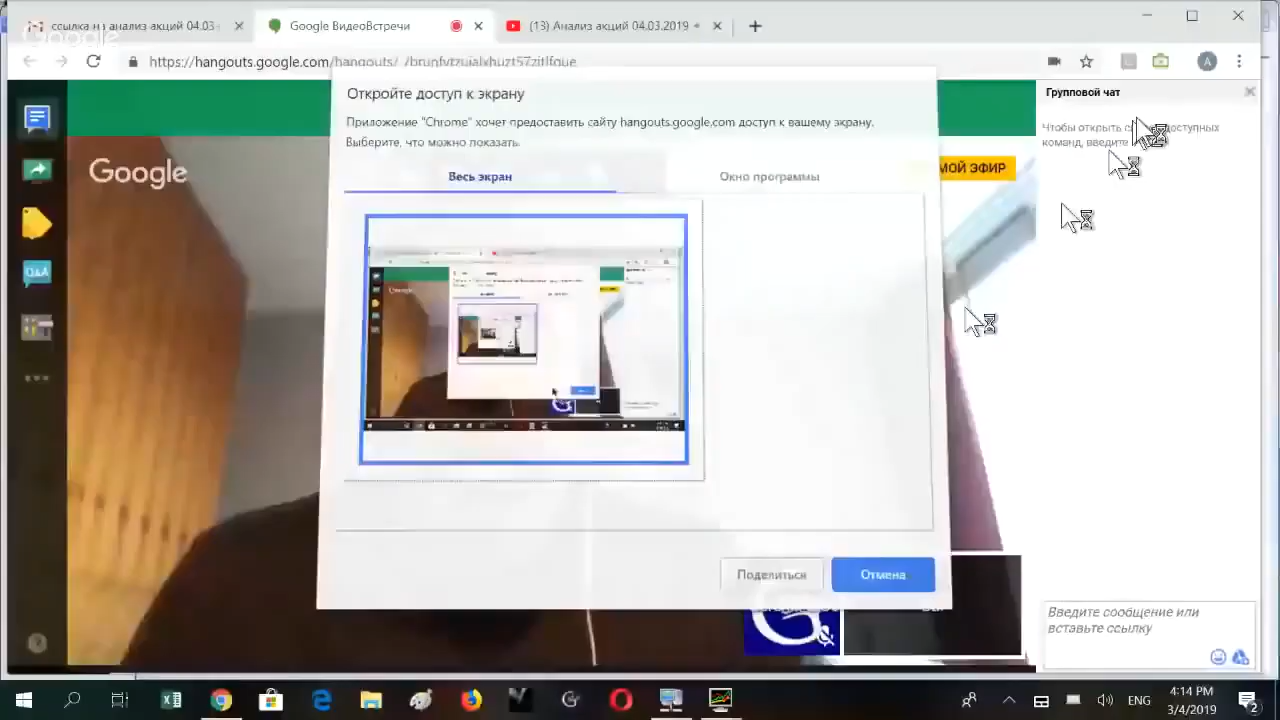 ссылка на анализ акций 04.03
Google ВидеоВстречи
(13) Анализ акций 04.03.2019
Google
https://hangouts.google.com/hangouts/
A
Откройте доступ к экрану
Приложение "Chrome" хочет предоставить сайту hangouts.google.com доступ к вашему экрану.
Выберите, что можно показать.
Весь экран
Окно программы
Google
МОЙ ЭФИР
Q&A
Поделиться
Отмена
Групповой чат
Чтобы открыть
доступных
команд, введите
Введите сообщение или
вставьте ссылку
ENG
4:14 PM
3/4/2019
2